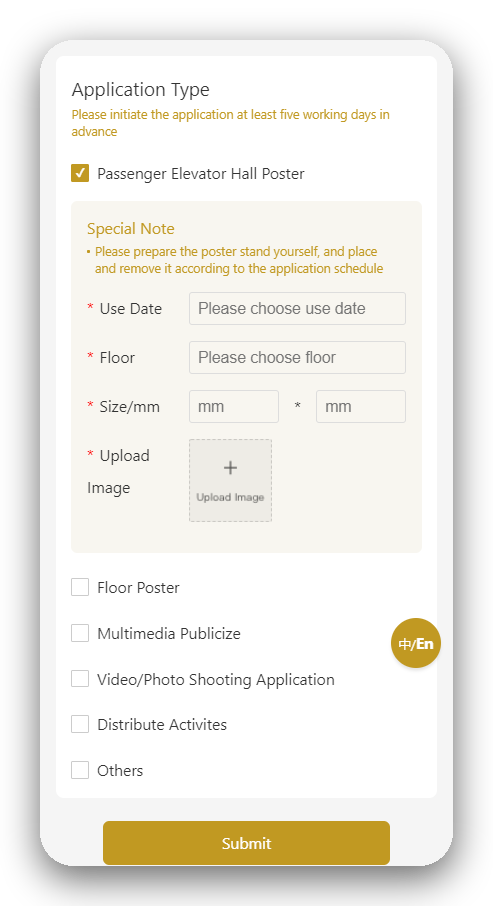 Application Type
Please initiate the application at least five working days in
advance
Passenger Elevator Hall Poster
Special Note
Please prepare the poster stand yourself, and place
and remove it according to the application schedule
* Use Date Please choose use date
* Floor Please choose floor
* Size/mm mm * mm
* Upload
Image
+
Upload Image
Floor Poster
Multimedia Publicize
中/En
Video/Photo Shooting Application
Distribute Activites
Others
Submit